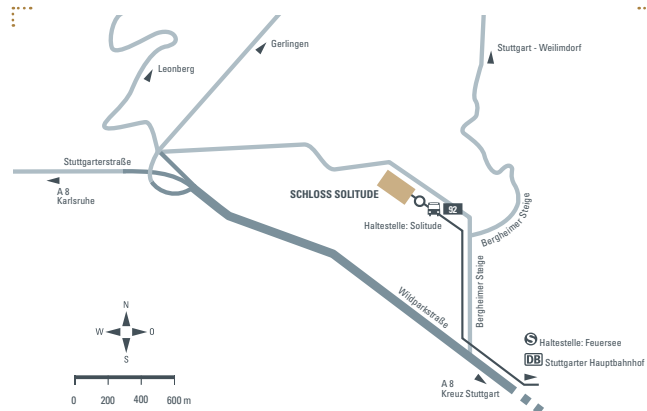 Gerlingen
Stuttgart - Weilimdorf
Leonberg
Stuttgarterstraße
A 8
Karlsruhe
SCHLOSS SOLITUDE
92
Haltestelle: Solitude
Bergheimer Steige
Bergheimer Steige
Wildparkstraße
N
W
O
S
S Haltestelle: Feuersee
DB Stuttgarter Hauptbahnhof
A 8
Kreuz Stuttgart
0 200 400 600 m